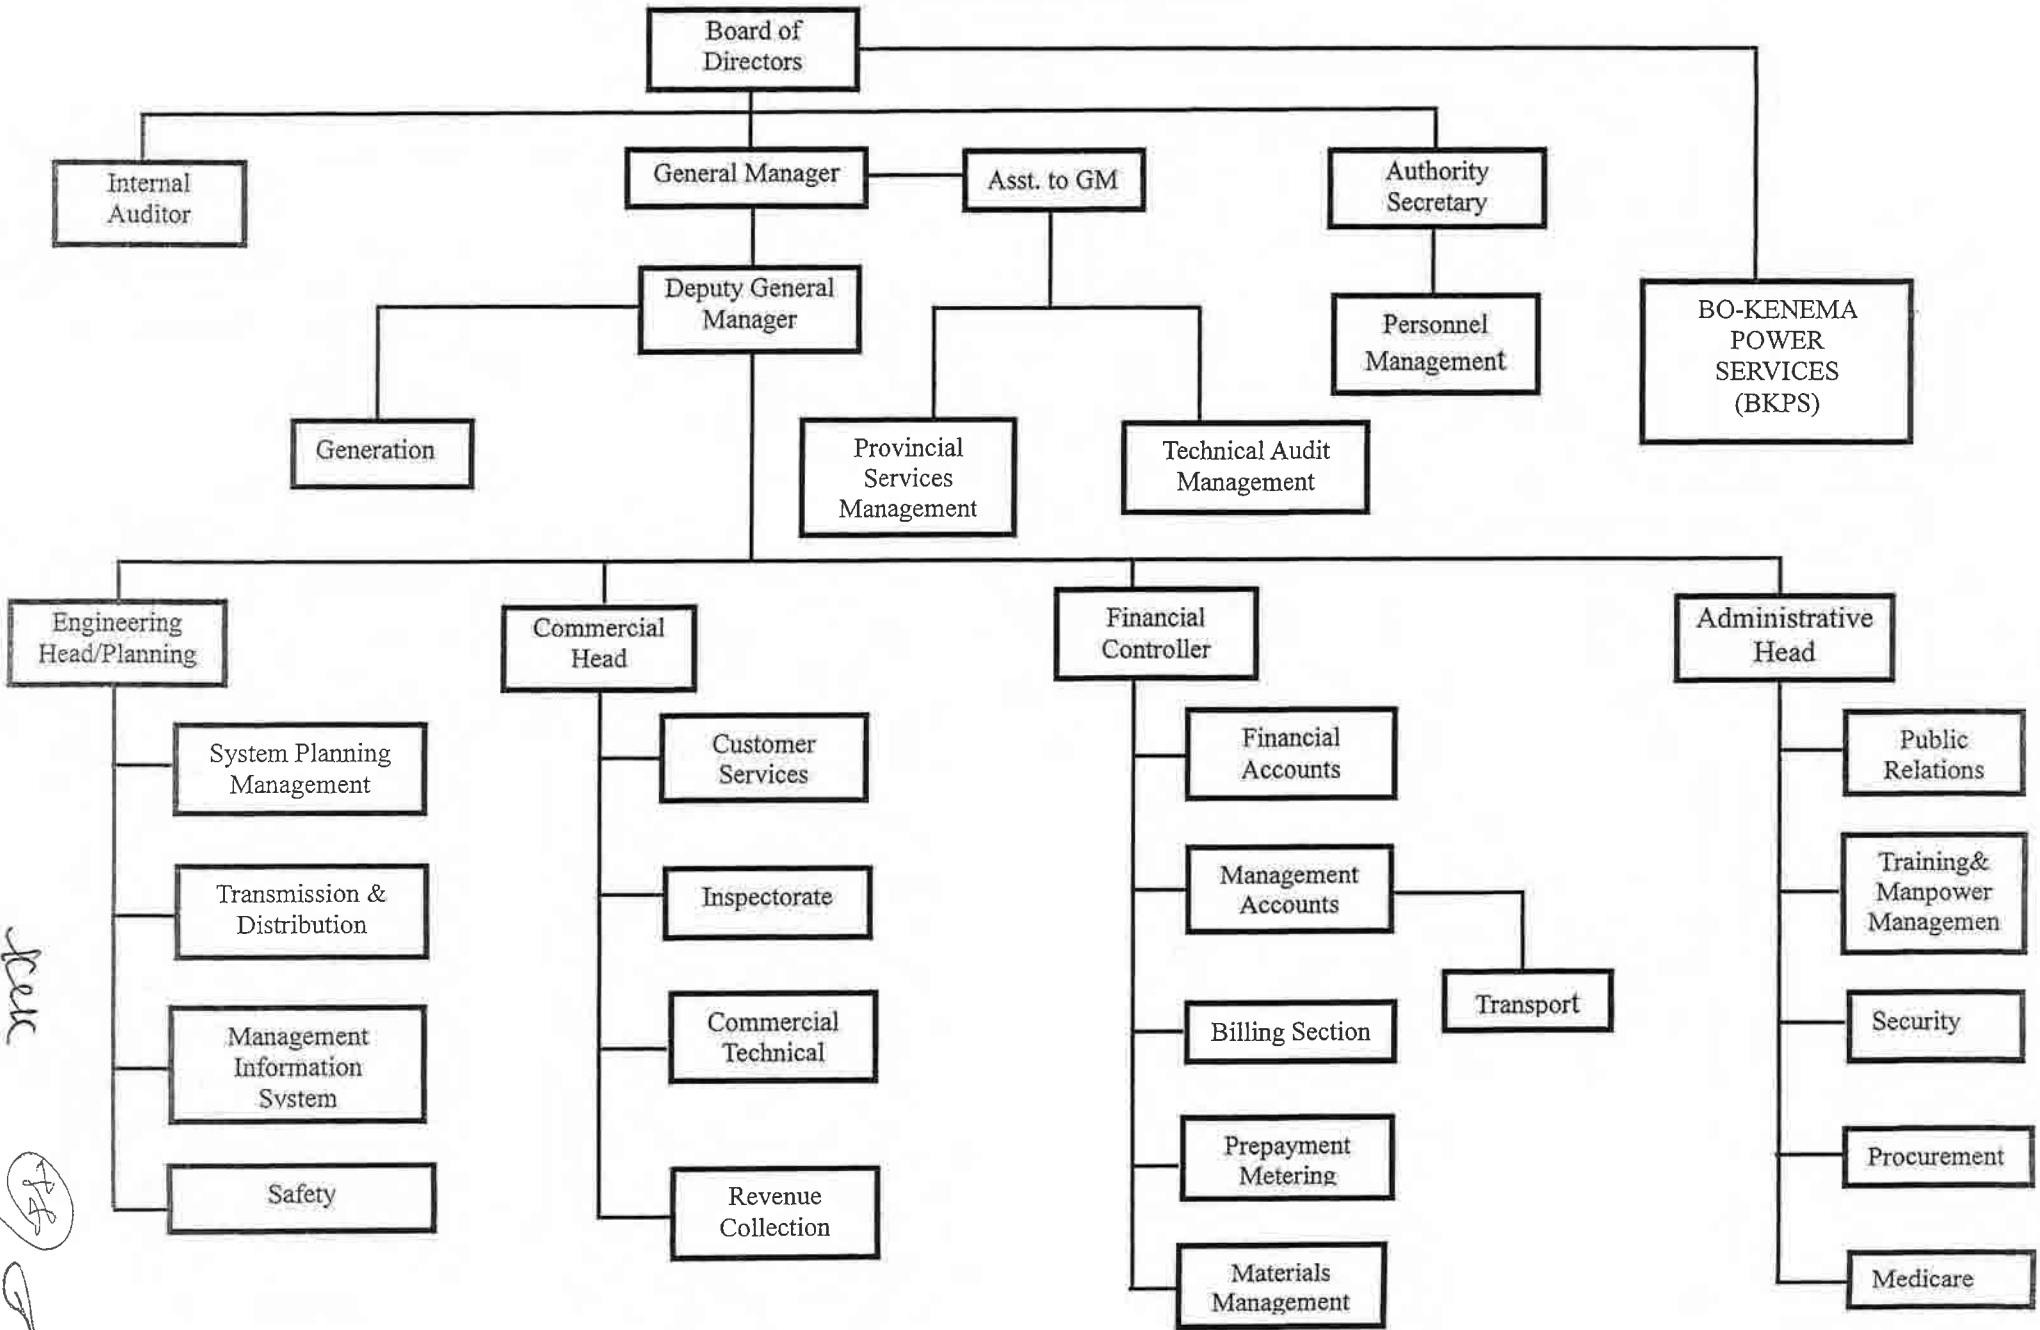 Board of
Directors
Internal
Auditor
General Manager
Asst. to GM
Authority
Secretary
Deputy General
Manager
Personnel
Management
BO-KENEMA
POWER
SERVICES
(BKPS)
Generation
Provincial
Services
Management
Technical Audit
Management
Engineering
Head/Planning
Commercial
Head
Financial
Controller
Administrative
Head
System Planning
Management
Transmission &
Distribution
Management
Information
System
Safety
Customer
Services
Inspectorate
Commercial
Technical
Revenue
Collection
Financial
Accounts
Management
Accounts
Transport
Billing Section
Prepayment
Metering
Materials
Management
Public
Relations
Training&
Manpower
Managemen
Security
Procurement
Medicare